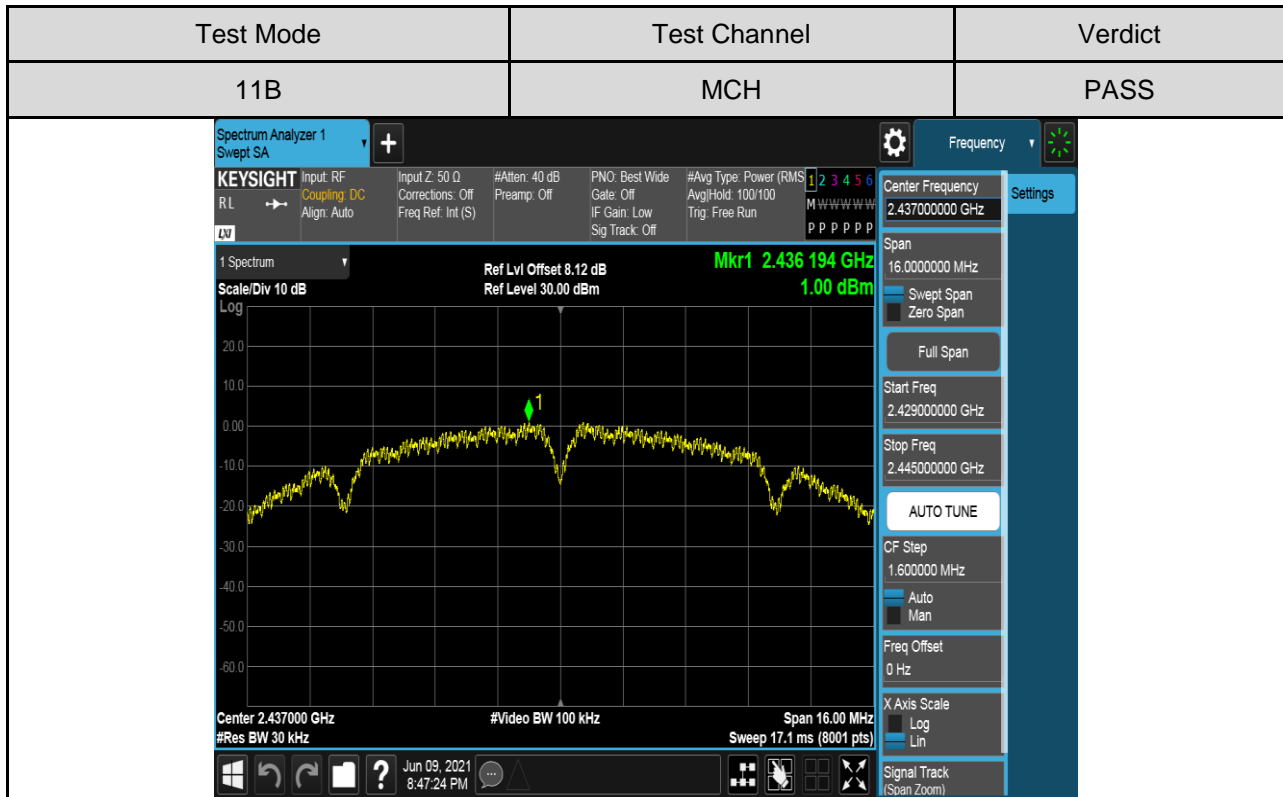 Test Mode Test Channel Verdict
11B MCH PASS
Spectrum Analyzer 1
Swept SA
+
Frequency
KEYSIGHT
RL
LXI
Input: RF
Coupling: DC
Align: Auto
Input Z: 50 Ω
Corrections: Off
Freq Ref: Int (S)
#Atten: 40 dB
Preamp: Off
PNO: Best Wide
Gate: Off
IF Gain: Low
Sig Track: Off
#Avg Type: Power (RMS
Avg|Hold: 100/100
Trig: Free Run
1 2 3 4 5 6
M W W W W W
P P P P P P
1 Spectrum
Scale/Div 10 dB
Ref Lvl Offset 8.12 dB
Ref Level 30.00 dBm
Mkr1 2.436 194 GHz
1.00 dBm
Log
20.0
10.0
0.00
-10.0
-20.0
-30.0
-40.0
-50.0
-60.0
1
Center 2.437000 GHz
#Res BW 30 kHz
#Video BW 100 kHz
Span 16.00 MHz
Sweep 17.1 ms (8001 pts)
Center Frequency
2.437000000 GHz
Settings
Span
16.0000000 MHz
Swept Span
Zero Span
Full Span
Start Freq
2.429000000 GHz
Stop Freq
2.445000000 GHz
AUTO TUNE
CF Step
1.600000 MHz
Auto
Man
Freq Offset
0 Hz
X Axis Scale
Log
Lin
Signal Track
(Span Zoom)
?
Jun 09, 2021
8:47:24 PM